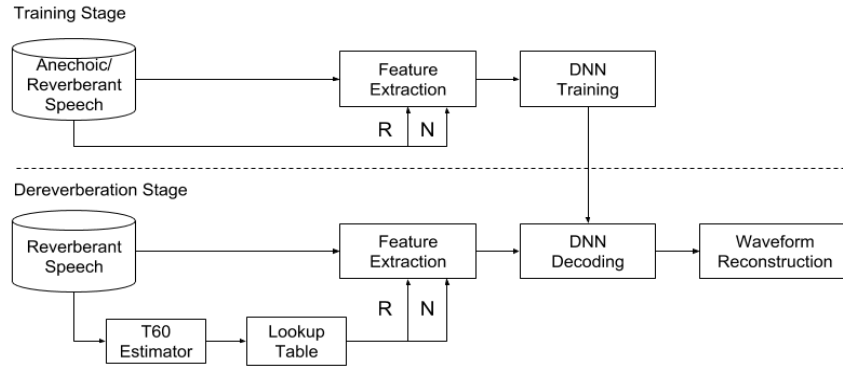 Training Stage
Anechoic/
Reverberant
Speech
Feature
Extraction
DNN
Training
R N
Dereverberation Stage
Reverberant
Speech
Feature
Extraction
DNN
Decoding
Waveform
Reconstruction
R N
T60
Estimator
Lookup
Table